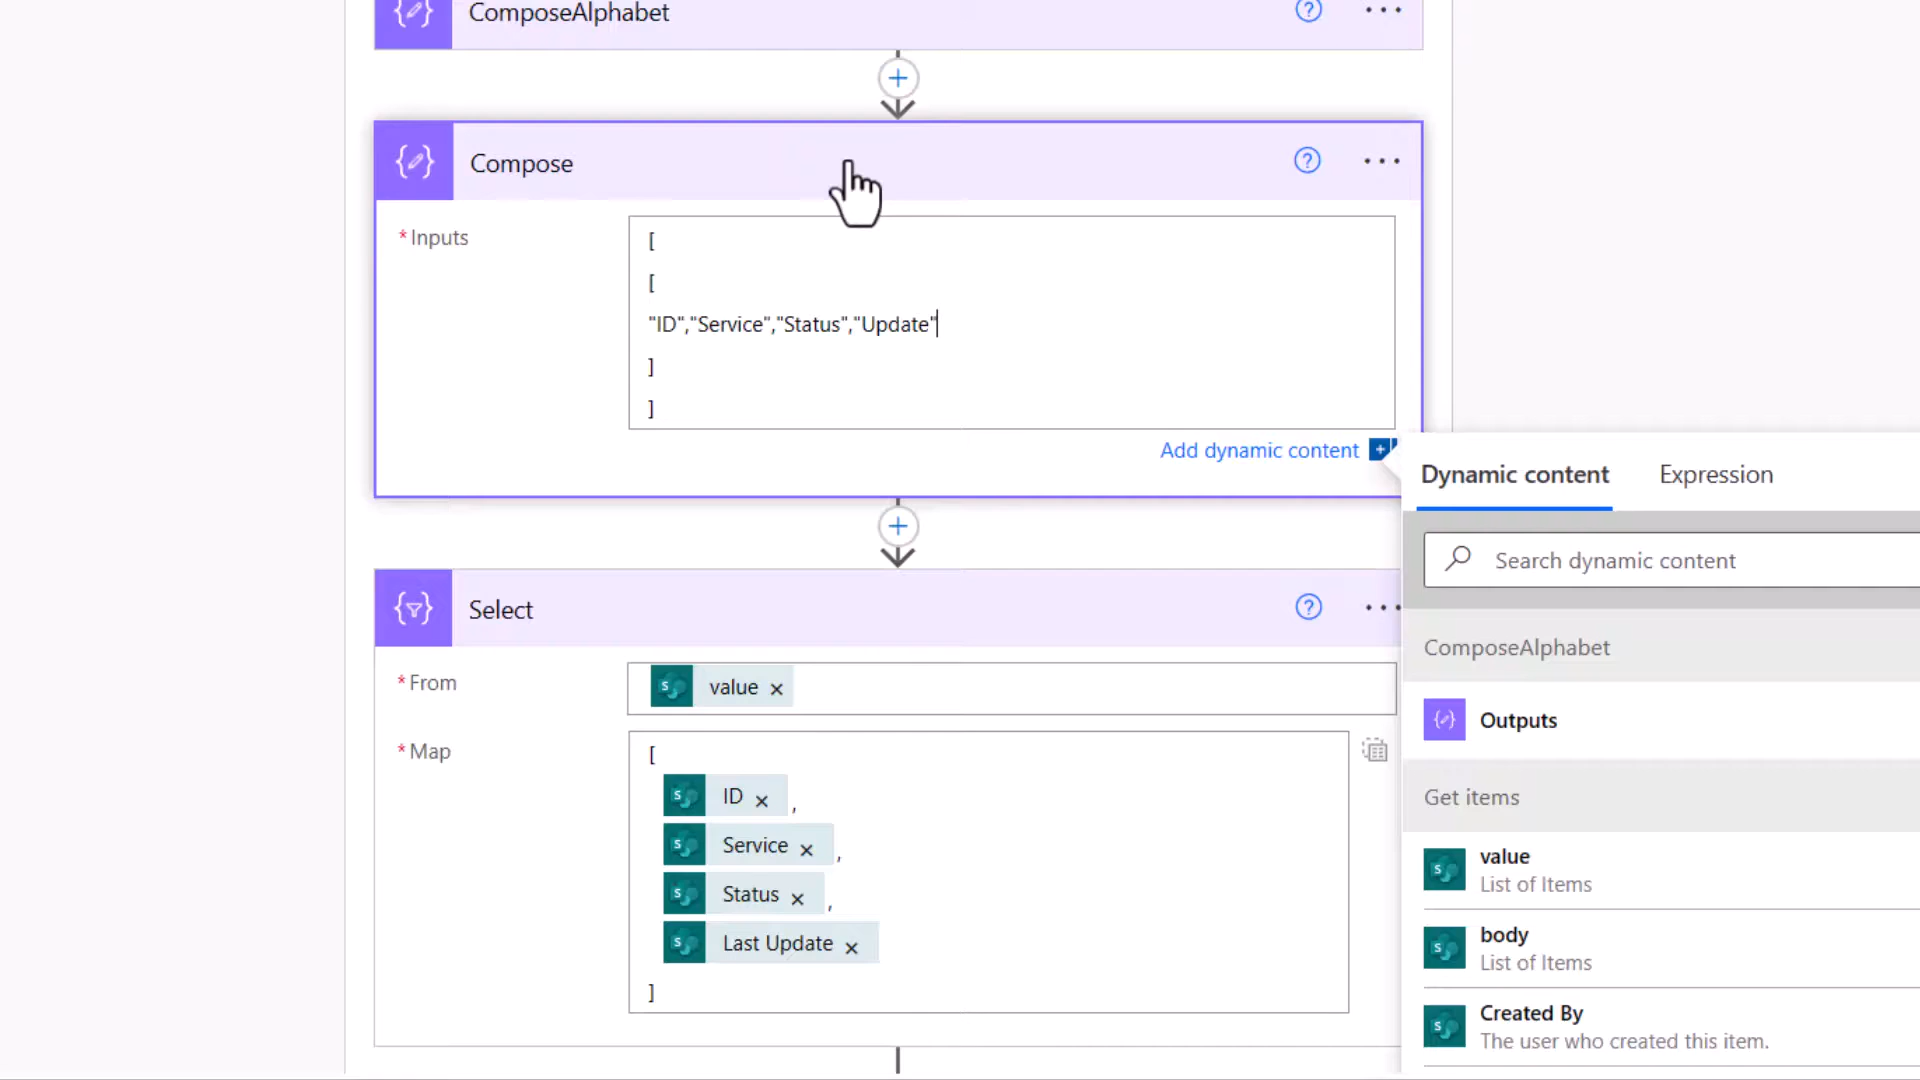 ComposeAlphabet
Compose
* Inputs
[
[
"ID","Service","Status","Update"
]
]
Add dynamic content
Select
* From
value
* Map
[
ID ,
Service ,
Status ,
Last Update
]
Dynamic content
Expression
Search dynamic content
ComposeAlphabet
Outputs
Get items
value
List of Items
body
List of Items
Created By
The user who created this item.